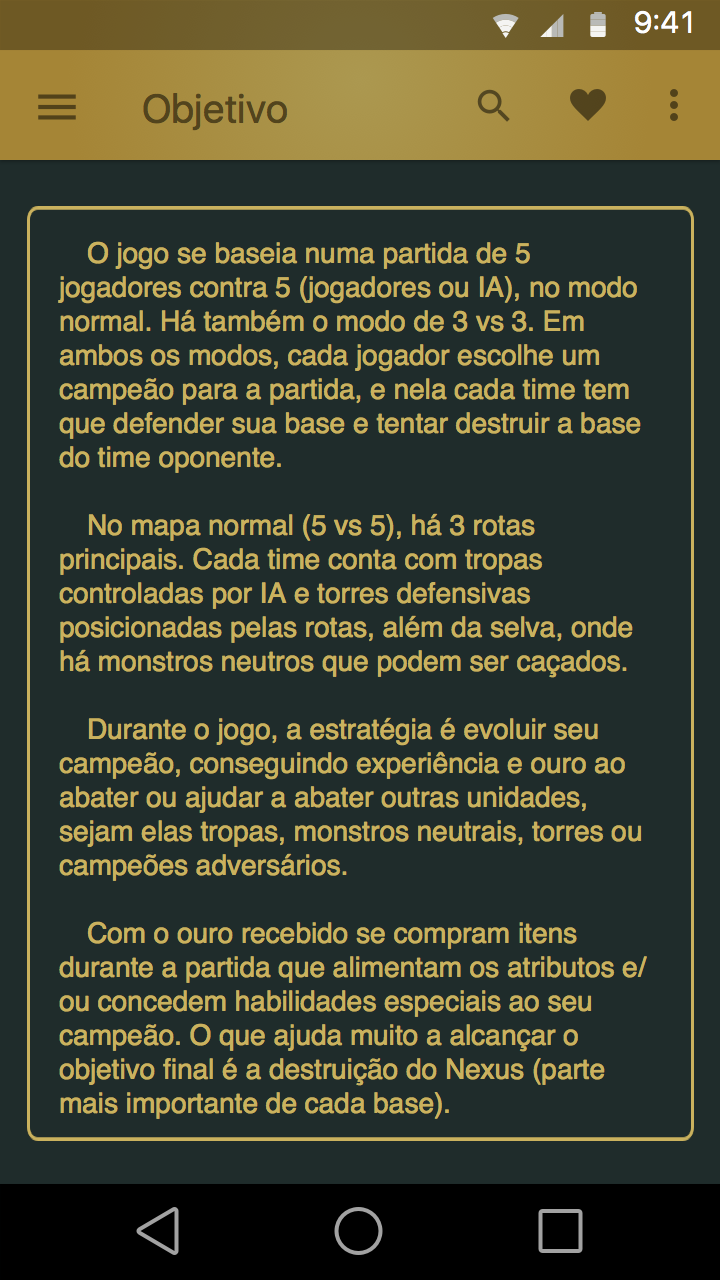 9:41
Objetivo
O jogo se baseia numa partida de 5
jogadores contra 5 (jogadores ou IA), no modo
normal. Há também o modo de 3 vs 3. Em
ambos os modos, cada jogador escolhe um
campeão para a partida, e nela cada time tem
que defender sua base e tentar destruir a base
do time oponente.
No mapa normal (5 vs 5), há 3 rotas
principais. Cada time conta com tropas
controladas por IA e torres defensivas
posicionadas pelas rotas, além da selva, onde
há monstros neutros que podem ser caçados.
Durante o jogo, a estratégia é evoluir seu
campeão, conseguindo experiência e ouro ao
abater ou ajudar a abater outras unidades,
sejam elas tropas, monstros neutrais, torres ou
campeões adversários.
Com o ouro recebido se compram itens
durante a partida que alimentam os atributos e/
ou concedem habilidades especiais ao seu
campeão. O que ajuda muito a alcançar o
objetivo final é a destruição do Nexus (parte
mais importante de cada base).